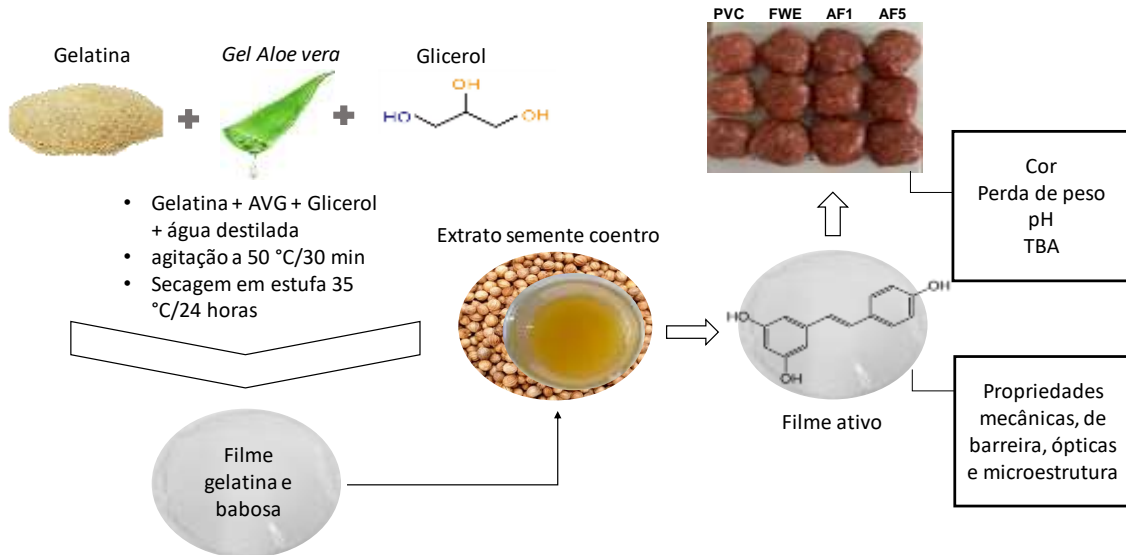 Gelatina
Gel Aloe vera
Glicerol
HO
OH
OH
• Gelatina + AVG + Glicerol
+ água destilada
• agitação a 50 °C/30 min
• Secagem em estufa 35
°C/24 horas
Filme
gelatina e
babosa
Extrato semente coentro
PVC FWE AF1 AF5
HO
OH
OH
Filme ativo
Cor
Perda de peso
pH
TBA
Propriedades
mecânicas, de
barreira, ópticas
e microestrutura